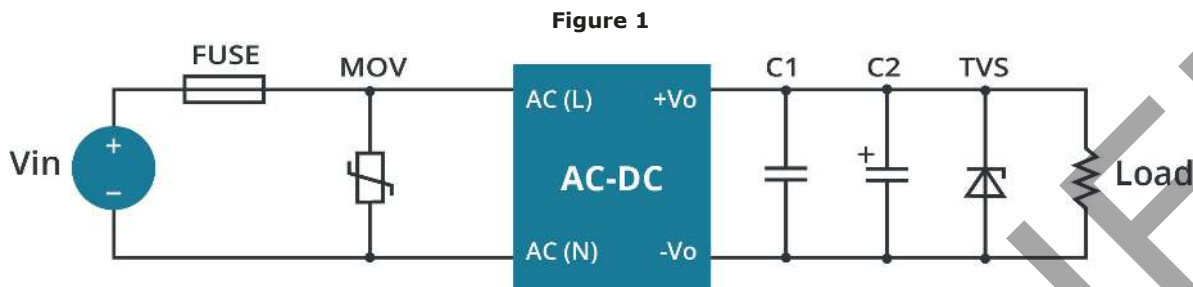 Figure 1
FUSE
MOV
C1
C2
TVS
AC (L)
+Vo
Vin
+
−
AC-DC
+
Load
AC (N)
-Vo